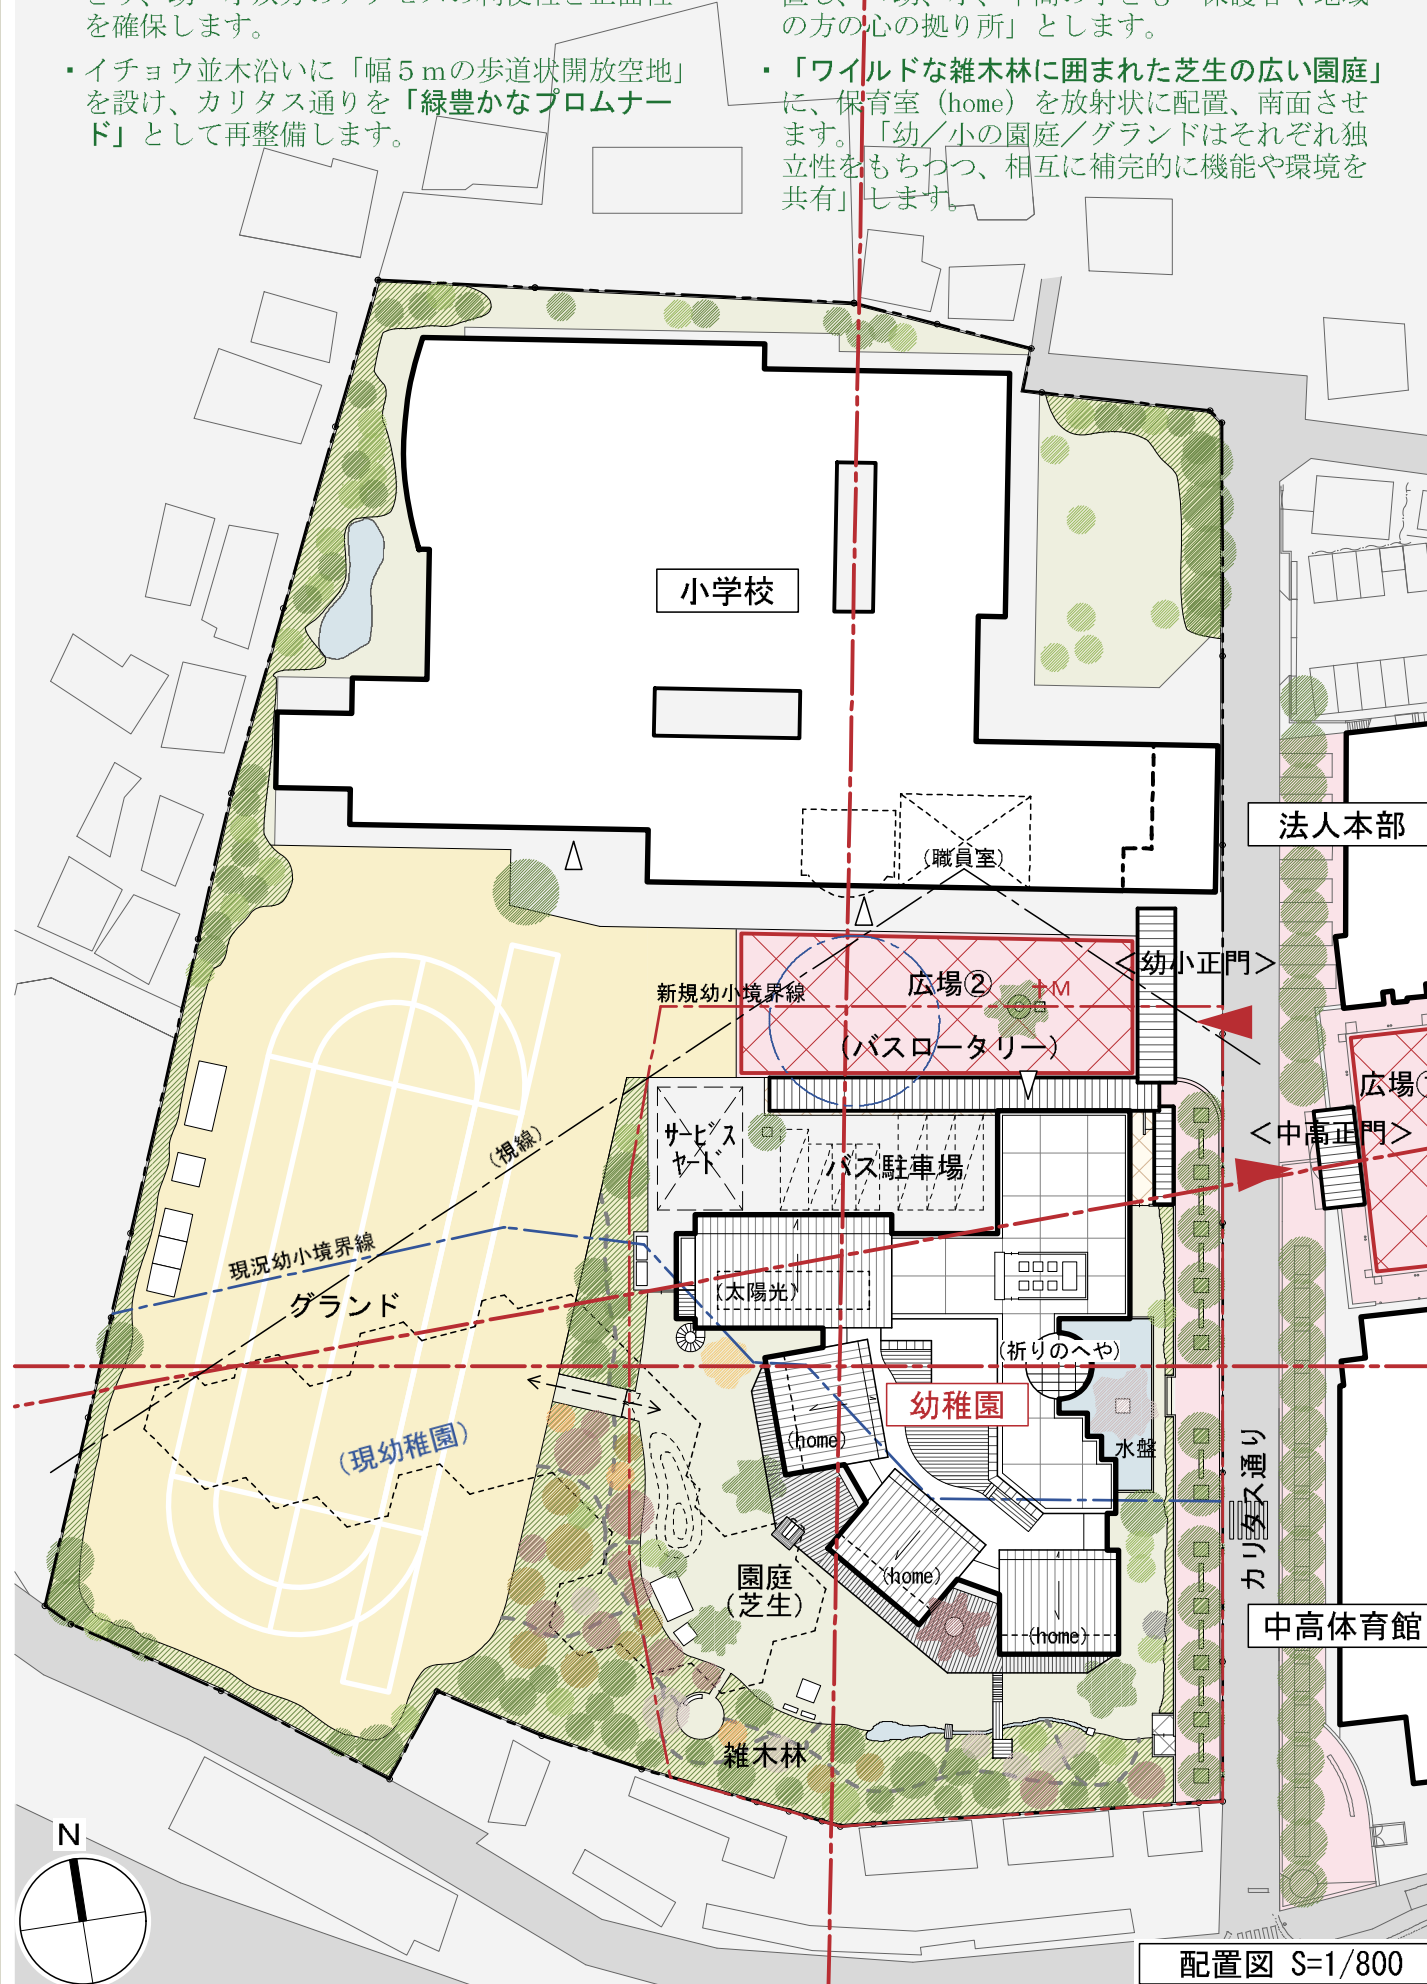 を確保します。
・イチョウ並木沿いに「幅５ｍの歩道状開放空地」
を設け、カリタス通りを「緑豊かなプロムナー
ド」として再整備します。
の方の心の拠り所」とします。
・「ワイルドな雑木林に囲まれた芝生の広い園庭」
に、保育室（home）を放射状に配置、南面させ
ます。「幼／小の園庭／グランドはそれぞれ独
立性をもちつつ、相互に補完的に機能や環境を
共有」します。
小学校
法人本部
(職員室)
<幼小正門>
広場②
M
新規幼小境界線
(バスロータリー)
広場①
<中高正門>
サービス
ヤード
バス駐車場
(視線)
現況幼小境界線
グランド
(太陽光)
(祈りのへや)
幼稚園
(home)
(現幼稚園)
水盤
カリタス通り
園庭
(芝生)
(home)
(home)
中高体育館
雑木林
N
配置図 S=1/800